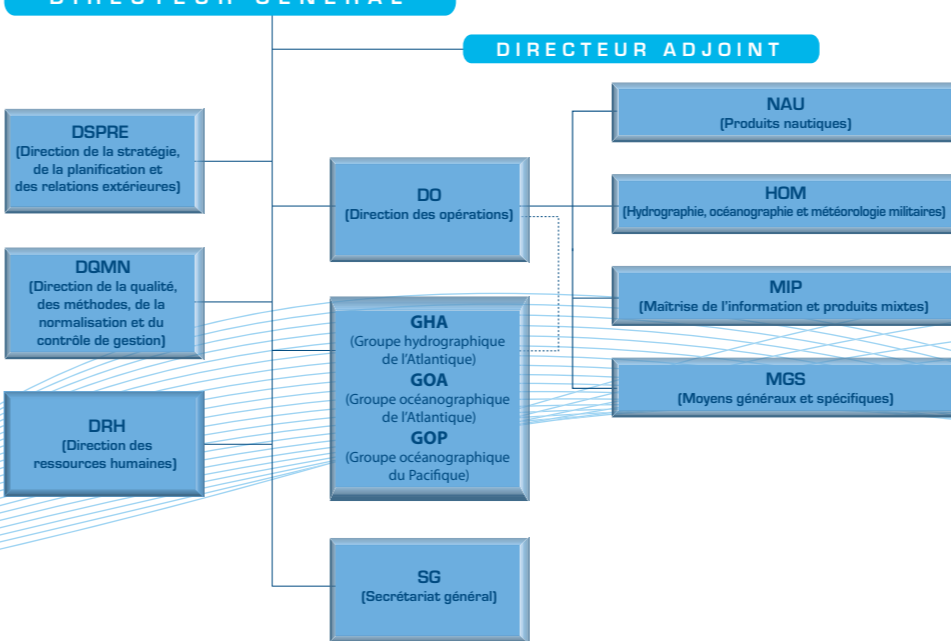 DIRECTEUR GÉNÉRAL
DIRECTEUR ADJOINT
DSPRE
(Direction de la stratégie,
de la planification et
des relations extérieures)
DQMN
(Direction de la qualité,
des méthodes, de la
normalisation et du
contrôle de gestion)
DRH
(Direction des
ressources humaines)
DO
(Direction des opérations)
GHA
(Groupe hydrographique
de l'Atlantique)
GOA
(Groupe océanographique
de l'Atlantique)
GOP
(Groupe océanographique
du Pacifique)
SG
(Secrétariat général)
NAU
(Produits nautiques)
HOM
(Hydrographie, océanographie et météorologie militaires)
MIP
(Maîtrise de l'information et produits mixtes)
MGS
(Moyens généraux et spécifiques)